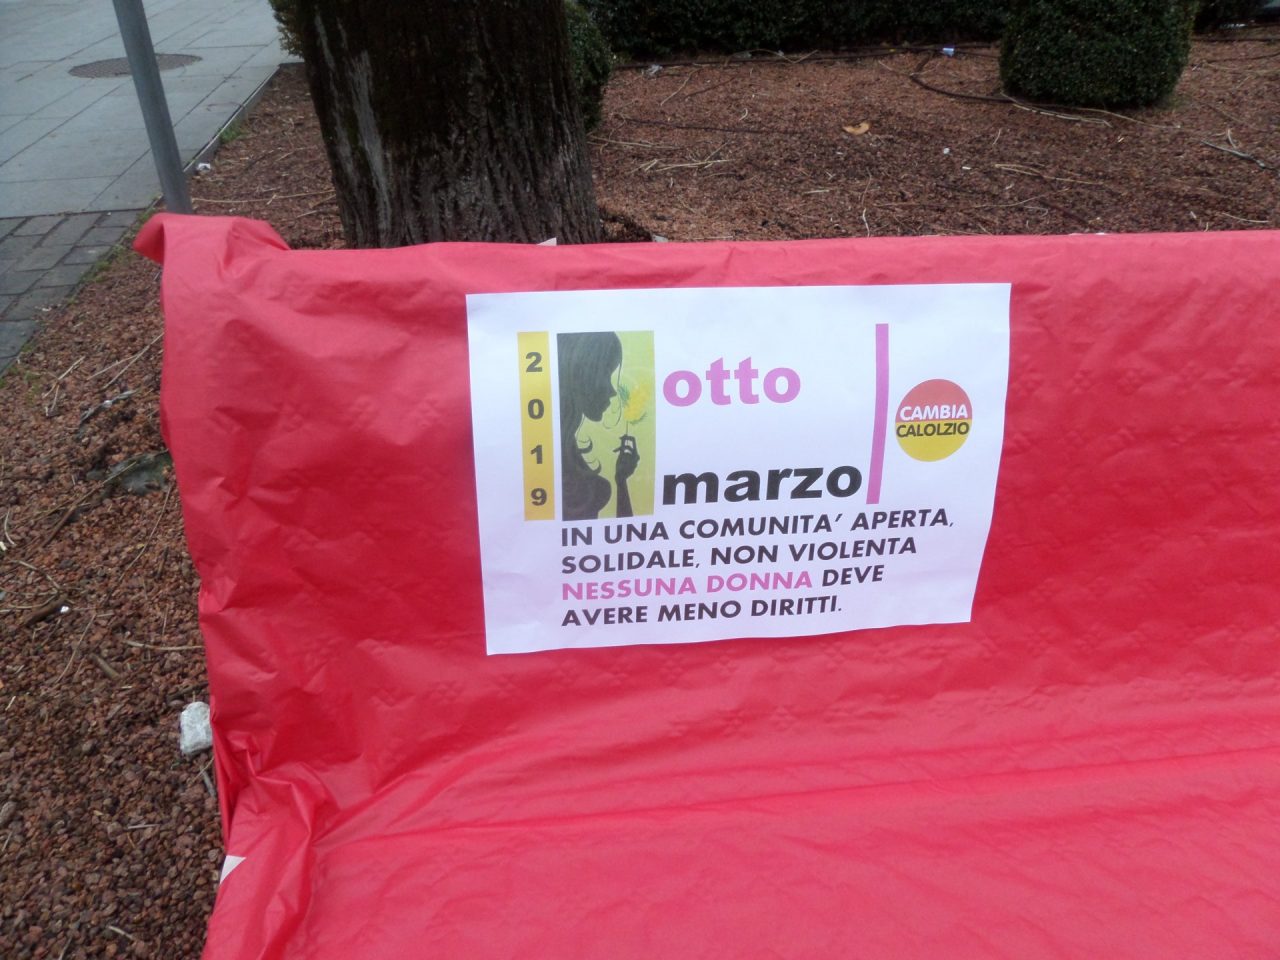 2019
otto
marzo
CAMBIA
CALOLZIO
IN UNA COMUNITA' APERTA,
SOLIDALE, NON VIOLENTA
NESSUNA DONNA DEVE
AVERE MENO DIRITTI.